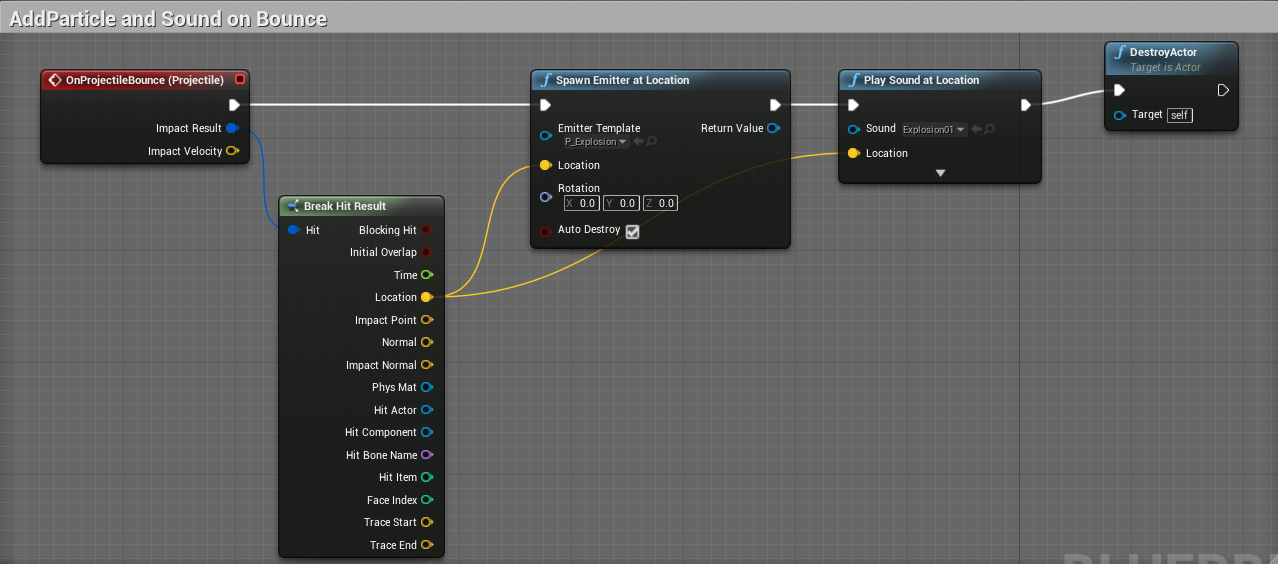 AddParticle and Sound on Bounce
OnProjectileBounce (Projectile)
Impact Result
Impact Velocity
Break Hit Result
Hit
Blocking Hit
Initial Overlap
Time
Location
Impact Point
Normal
Impact Normal
Phys Mat
Hit Actor
Hit Component
Hit Bone Name
Hit Item
Face Index
Trace Start
Trace End
Spawn Emitter at Location
Emitter Template
P_Explosion
Return Value
Location
Rotation
X 0.0 Y 0.0 Z 0.0
Auto Destroy
Play Sound at Location
Sound Explosion01
Location
DestroyActor
Target is Actor
Target self